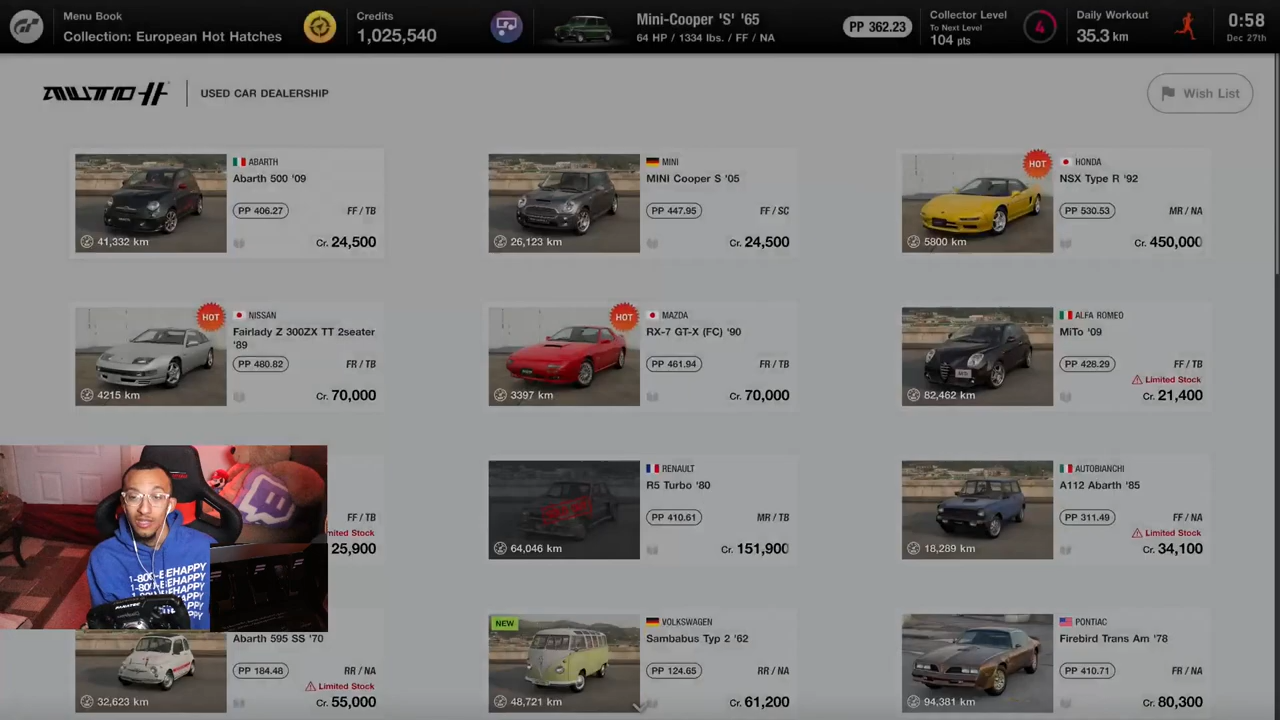 GT
Menu Book
Collection: European Hot Hatches
Credits
1,025,540
Mini-Cooper 'S' '65
64 HP / 1334 lbs. / FF / NA
PP 362.23
Collector Level
To Next Level
104 pts
4
Daily Workout
35.3 km
0:58
Dec 27th
AUTO
USED CAR DEALERSHIP
Wish List
ABARTH
Abarth 500 '09
PP 406.27
FF / TB
41,332 km
Cr. 24,500
MINI
MINI Cooper S '05
PP 447.95
FF / SC
26,123 km
Cr. 24,500
HOT
HONDA
NSX Type R '92
PP 530.53
MR / NA
5800 km
Cr. 450,000
HOT
NISSAN
Fairlady Z 300ZX TT 2seater
'89
PP 480.82
FR / TB
4215 km
Cr. 70,000
HOT
MAZDA
RX-7 GT-X (FC) '90
PP 461.94
FR / TB
3397 km
Cr. 70,000
ALFA ROMEO
MiTo '09
PP 428.29
FF / TB
Limited Stock
82,462 km
Cr. 21,400
FF / TB
mited Stock
25,900
RENAULT
R5 Turbo '80
PP 410.61
MR / TB
64,046 km
Cr. 151,900
AUTOBIANCHI
A112 Abarth '85
PP 311.49
FF / NA
Limited Stock
18,289 km
Cr. 34,100
1-800-BEHAPPY
1-800-BEHAPPY
FANATEC
Abarth 595 SS '70
PP 184.48
RR / NA
Limited Stock
32,623 km
Cr. 55,000
NEW
VOLKSWAGEN
Sambabus Typ 2 '62
PP 124.65
RR / NA
48,721 km
Cr. 61,200
PONTIAC
Firebird Trans Am '78
PP 410.71
FR / NA
94,381 km
Cr. 80,300